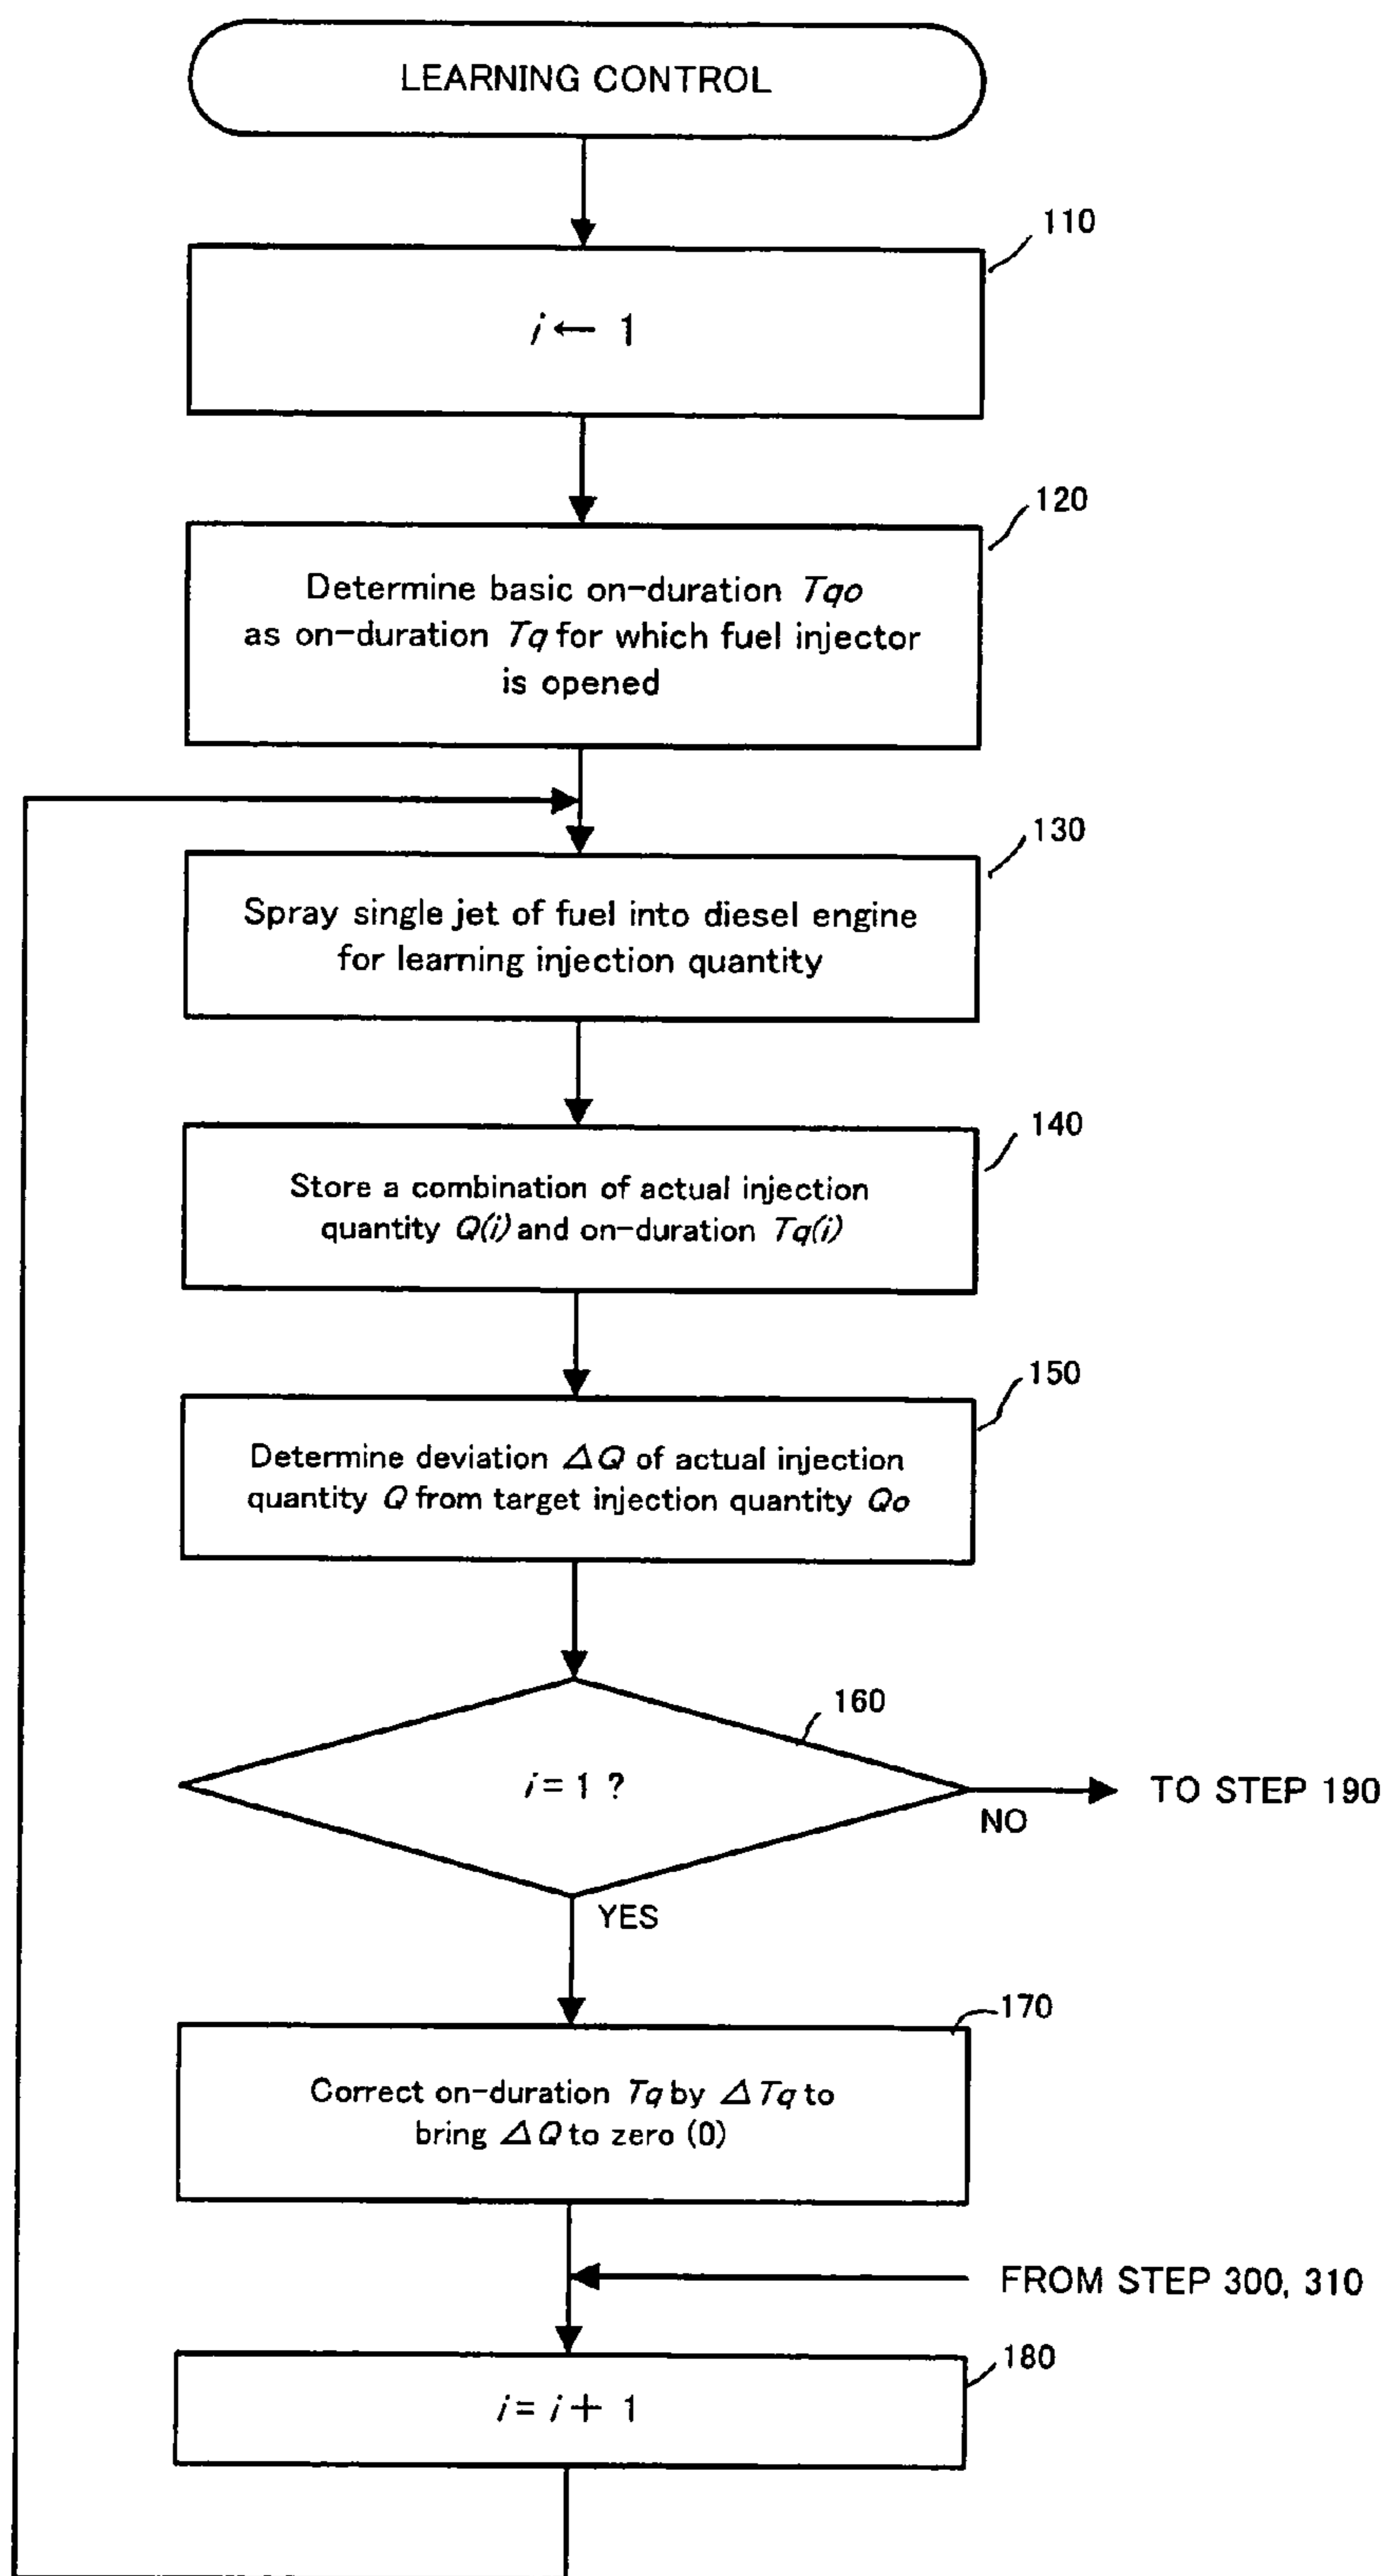 LEARNING CONTROL
110
i ← 1
120
Determine basic on-duration Tqo
as on-duration Tq for which fuel injector
is opened
130
Spray single jet of fuel into diesel engine
for learning injection quantity
140
Store a combination of actual injection
quantity Q(i) and on-duration Tq(i)
150
Determine deviation ΔQ of actual injection
quantity Q from target injection quantity Qo
160
i = 1 ?
TO STEP 190
NO
YES
170
Correct on-duration Tq by ΔTq to
bring ΔQ to zero (0)
FROM STEP 300, 310
180
i = i + 1